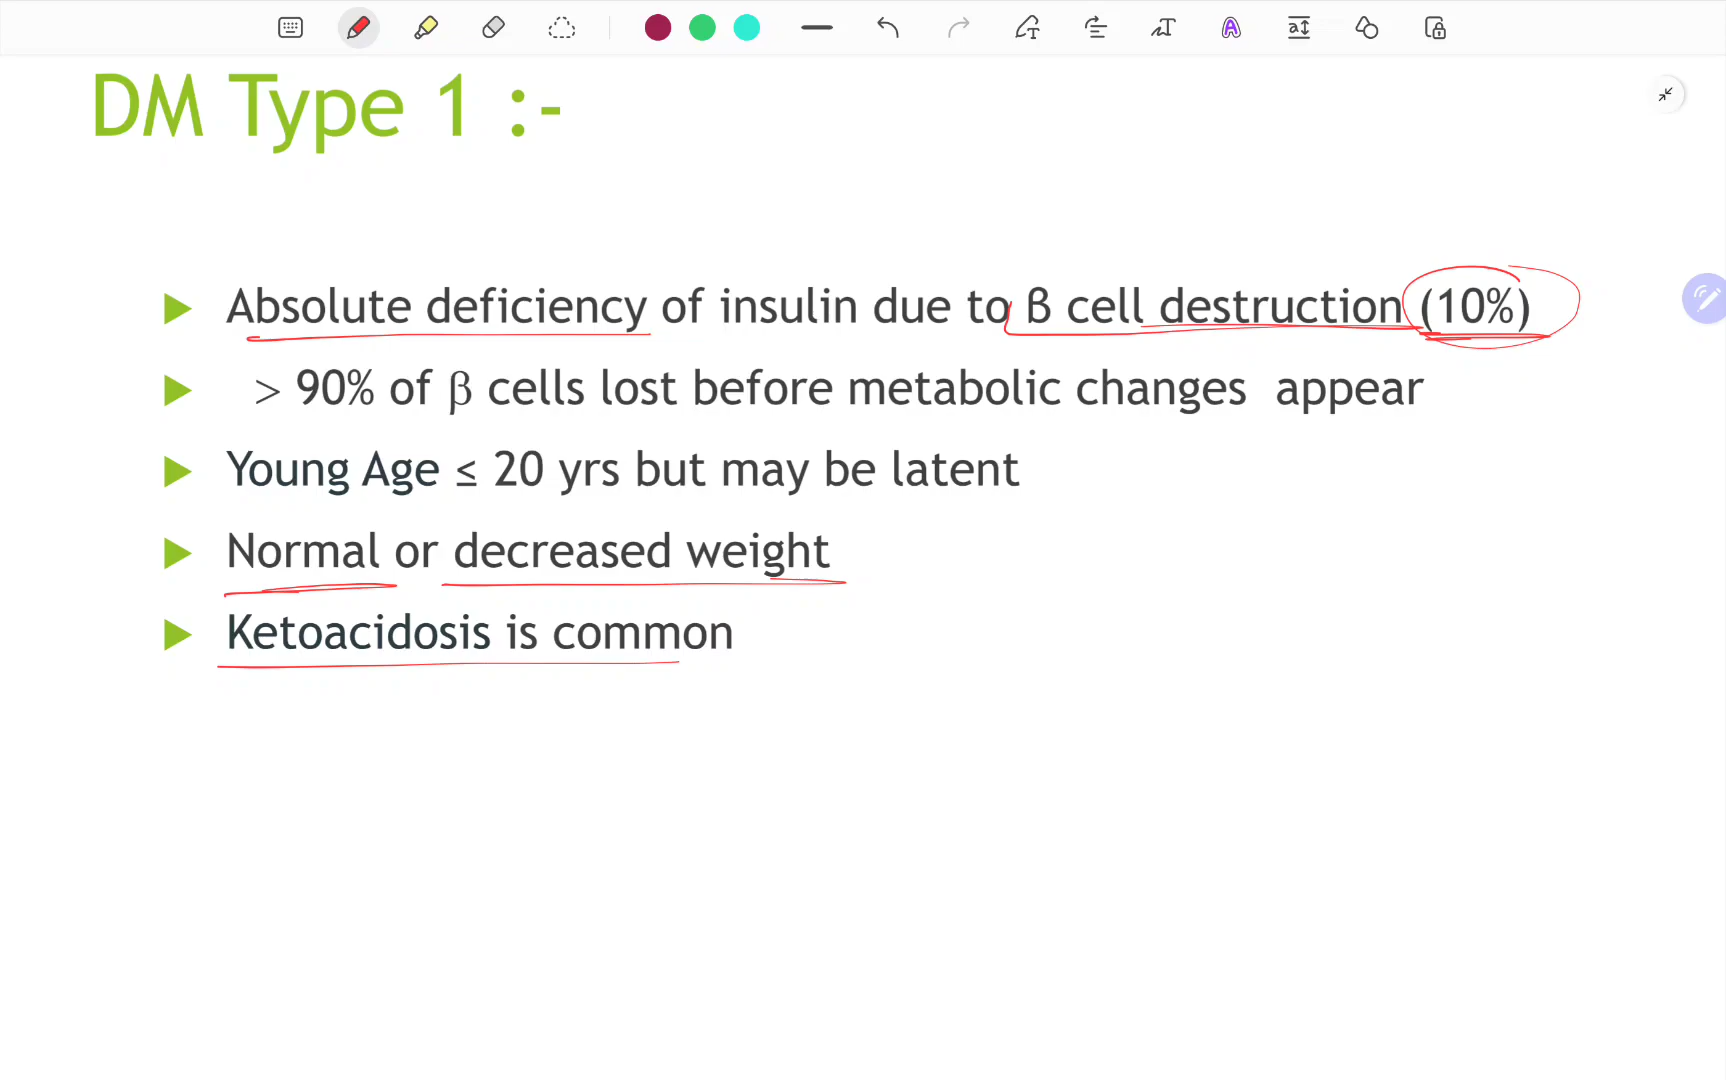 DM Type 1 :-
Absolute deficiency of insulin due to ß cell destruction (10%)
> 90% of β cells lost before metabolic changes appear
Young Age ≤ 20 yrs but may be latent
Normal or decreased weight
Ketoacidosis is common